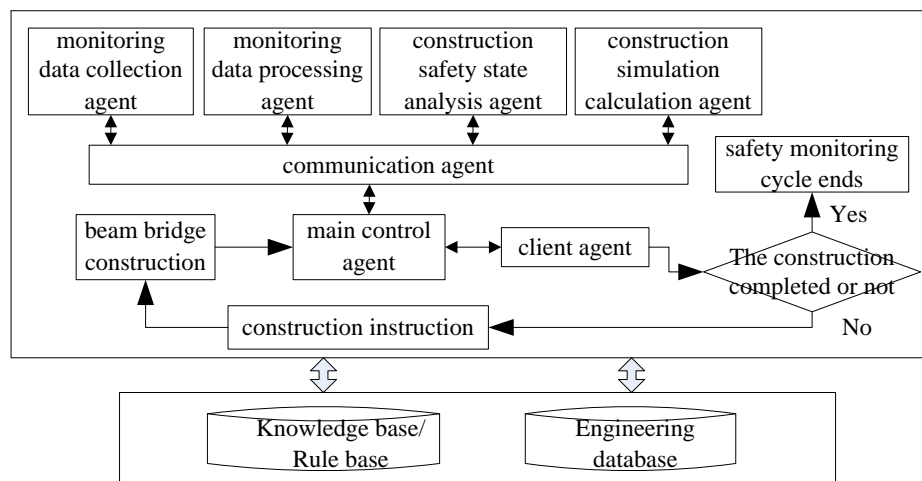 monitoring
data collection
agent
monitoring
data processing
agent
construction
safety state
analysis agent
construction
simulation
calculation agent
communication agent
safety monitoring
cycle ends
Yes
beam bridge
construction
main control
agent
client agent
The construction
completed or not
No
construction instruction
Knowledge base/
Rule base
Engineering
database